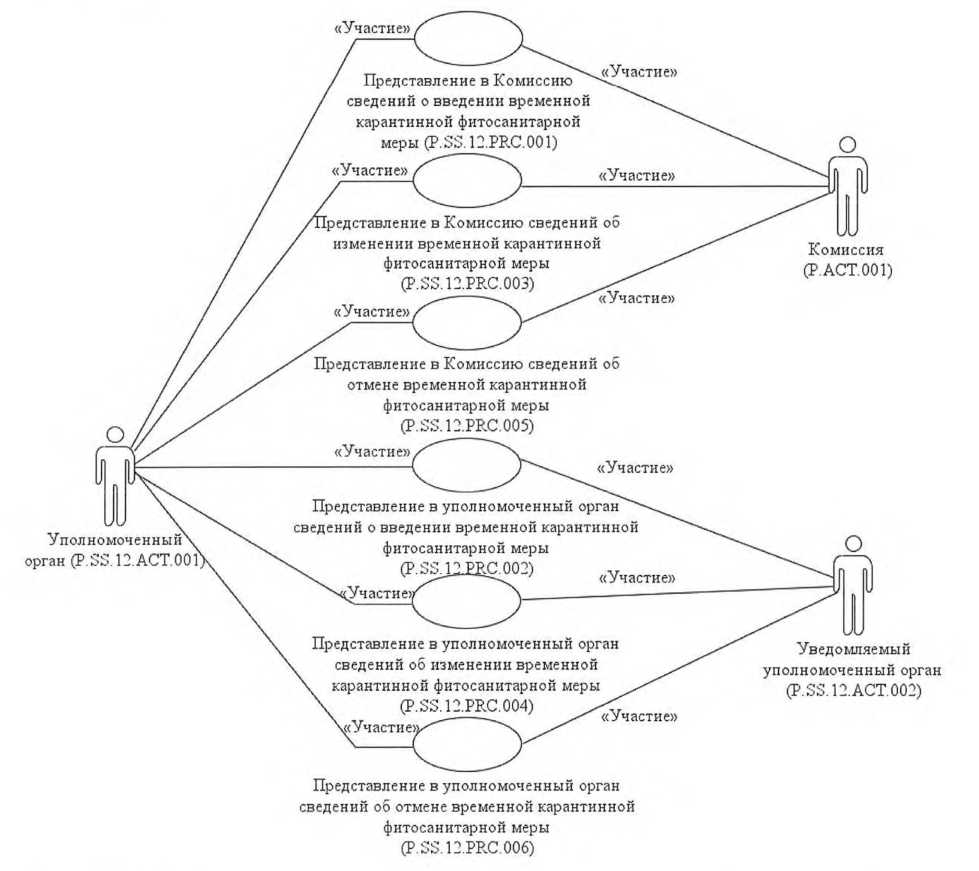 «Участие»
«Участие»
Представление в Комиссию
сведений о введении временной
карантинной фитосанитарной
меры (P.SS.12.PRC.001)
«Участие»
«Участие»
Представление в Комиссию сведений об
изменении временной карантинной
фитосанитарной меры
(P.SS.12.PRC.003)
Комиссия
(P.ACT.001)
«Участие»
«Участие»
Представление в Комиссию сведений об
отмене временной карантинной
фитосанитарной меры
(P.SS.12.PRC.005)
«Участие»
«Участие»
Представление в уполномоченный орган
сведений о введении временной карантинной
фитосанитарной меры
(P.SS.12.PRC.002)
Уполномоченный
орган (P.SS.12.ACT.001)
«Участие»
«Участие»
Представление в уполномоченный орган
сведений об изменении временной
карантинной фитосанитарной меры
(P.SS.12.PRC.004)
Уведомляемый
уполномоченный орган
(P.SS.12.ACT.002)
«Участие»
«Участие»
Представление в уполномоченный орган
сведений об отмене временной карантинной
фитосанитарной меры
(P.SS.12.PRC.006)